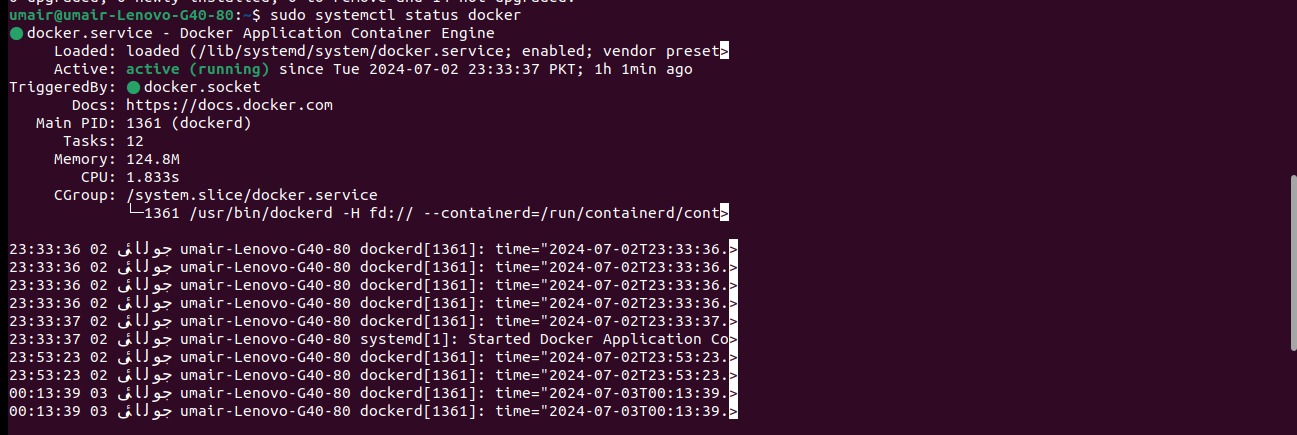 umair@umair-Lenovo-G40-80:~$ sudo systemctl status docker
● docker.service - Docker Application Container Engine
     Loaded: loaded (/lib/systemd/system/docker.service; enabled; vendor preset>
     Active: active (running) since Tue 2024-07-02 23:33:37 PKT; 1h 1min ago
TriggeredBy: ● docker.socket
       Docs: https://docs.docker.com
   Main PID: 1361 (dockerd)
      Tasks: 12
     Memory: 124.8M
        CPU: 1.833s
     CGroup: /system.slice/docker.service
             └─1361 /usr/bin/dockerd -H fd:// --containerd=/run/containerd/cont>
23:33:36 02 جولائی umair-Lenovo-G40-80 dockerd[1361]: time="2024-07-02T23:33:36.>
23:33:36 02 جولائی umair-Lenovo-G40-80 dockerd[1361]: time="2024-07-02T23:33:36.>
23:33:36 02 جولائی umair-Lenovo-G40-80 dockerd[1361]: time="2024-07-02T23:33:36.>
23:33:36 02 جولائی umair-Lenovo-G40-80 dockerd[1361]: time="2024-07-02T23:33:36.>
23:33:37 02 جولائی umair-Lenovo-G40-80 dockerd[1361]: time="2024-07-02T23:33:37.>
23:33:37 02 جولائی umair-Lenovo-G40-80 systemd[1]: Started Docker Application Co>
23:53:23 02 جولائی umair-Lenovo-G40-80 dockerd[1361]: time="2024-07-02T23:53:23.>
23:53:23 02 جولائی umair-Lenovo-G40-80 dockerd[1361]: time="2024-07-02T23:53:23.>
00:13:39 03 جولائی umair-Lenovo-G40-80 dockerd[1361]: time="2024-07-03T00:13:39.>
00:13:39 03 جولائی umair-Lenovo-G40-80 dockerd[1361]: time="2024-07-03T00:13:39.>